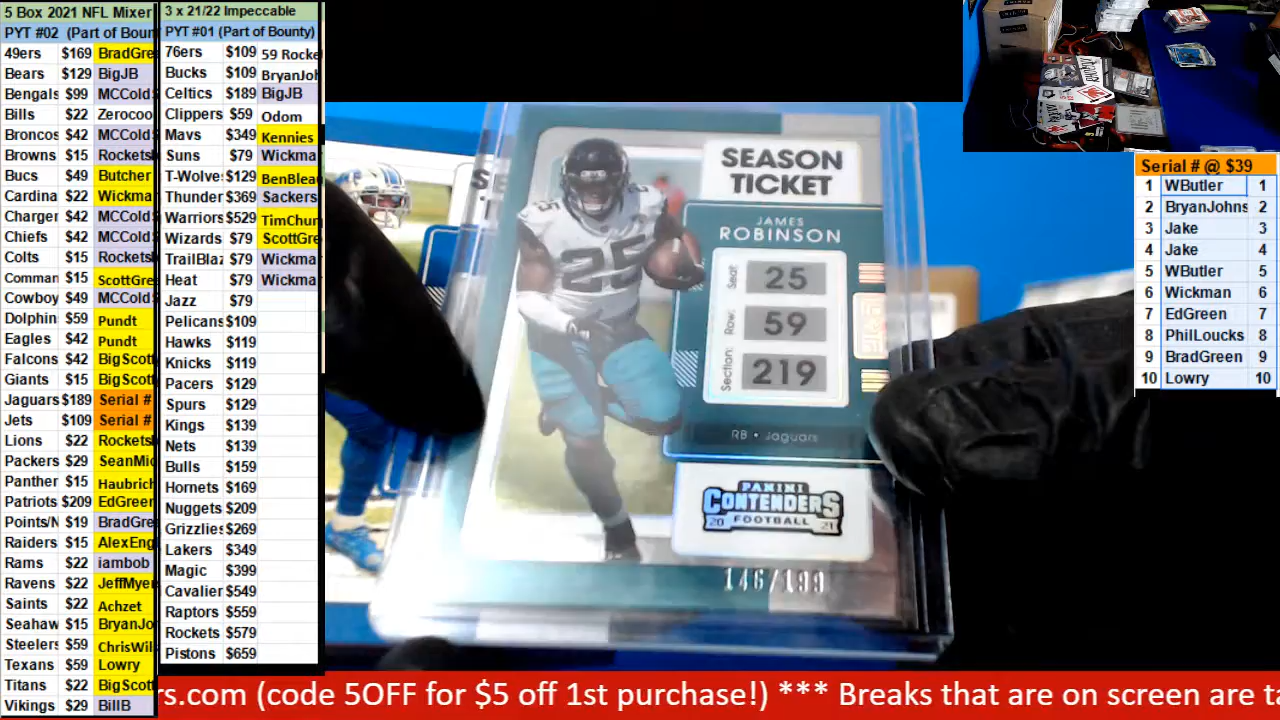 5 Box 2021 NFL Mixer
PYT #02 (Part of Boun
49ers $169 BradGre
Bears $129 BigJB
Bengals $99 MCCold
Bills $22 Zerocoo
Broncos $42 MCCold
Browns $15 Rocketsl
Bucs $49 Butcher
Cardina $22 Wickma
Charger $42 MCCold
Chiefs $42 MCCold
Colts $15 Rockets
Comman $15 ScottGre
Cowboy $49 MCCold
Dolphin $59 Pundt
Eagles $42 Pundt
Falcons $42 BigScott
Giants $15 BigScott
Jaguars $189 Serial #
Jets $109 Serial #
Lions $22 Rockets
Packers $29 SeanMic
Panther $15 Haubrich
Patriots $209 EdGreen
Points/N $19 BradGre
Raiders $15 AlexEng
Rams $22 iambob
Ravens $22 JeffMyer
Saints $22 Achzet
Seahaw $15 BryanJo
Steelers $59 ChrisWil
Texans $59 Lowry
Titans $22 BigScott
Vikings $29 BillB
3 x 21/22 Impeccable
PYT #01 (Part of Bounty)
76ers $109 59 Rocke
Bucks $109 BryanJoh
Celtics $189 BigJB
Clippers $59 Odom
Mavs $349 Kennies
Suns $79 Wickma
T-Wolve $129 BenBlea
Thunder $369 Sackers
Warriors $529 TimChur
Wizards $79 ScottGre
TrailBlaz $79 Wickma
Heat $79 Wickma
Jazz $79
Pelicans $109
Hawks $119
Knicks $119
Pacers $129
Spurs $129
Kings $139
Nets $139
Bulls $159
Hornets $169
Nuggets $209
Grizzlies $269
Lakers $349
Magic $399
Cavalier $549
Raptors $559
Rockets $579
Pistons $659
SEASON
TICKET
JAMES
ROBINSON
Seat: 25
Row: 59
Section: 219
RB • Jaguars
PANINI
CONTENDERS
20 FOOTBALL 21
146/199
25
Serial # @ $39
1 WButler 1
2 BryanJohns 2
3 Jake 3
4 Jake 4
5 WButler 5
6 Wickman 6
7 EdGreen 7
8 PhilLoucks 8
9 BradGreen 9
10 Lowry 10
rs.com (code 5OFF for $5 off 1st purchase!) *** Breaks that are on screen are ta